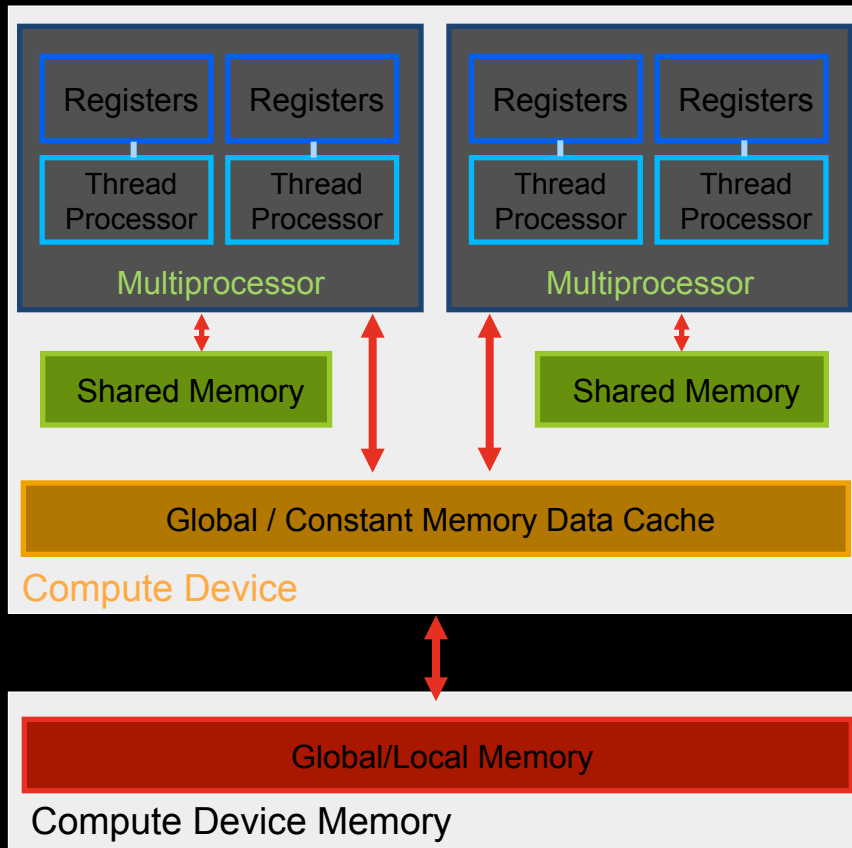 Registers
Registers
Registers
Registers
Thread
Processor
Thread
Processor
Thread
Processor
Thread
Processor
Multiprocessor
Multiprocessor
Shared Memory
Shared Memory
Global / Constant Memory Data Cache
Compute Device
Global/Local Memory
Compute Device Memory